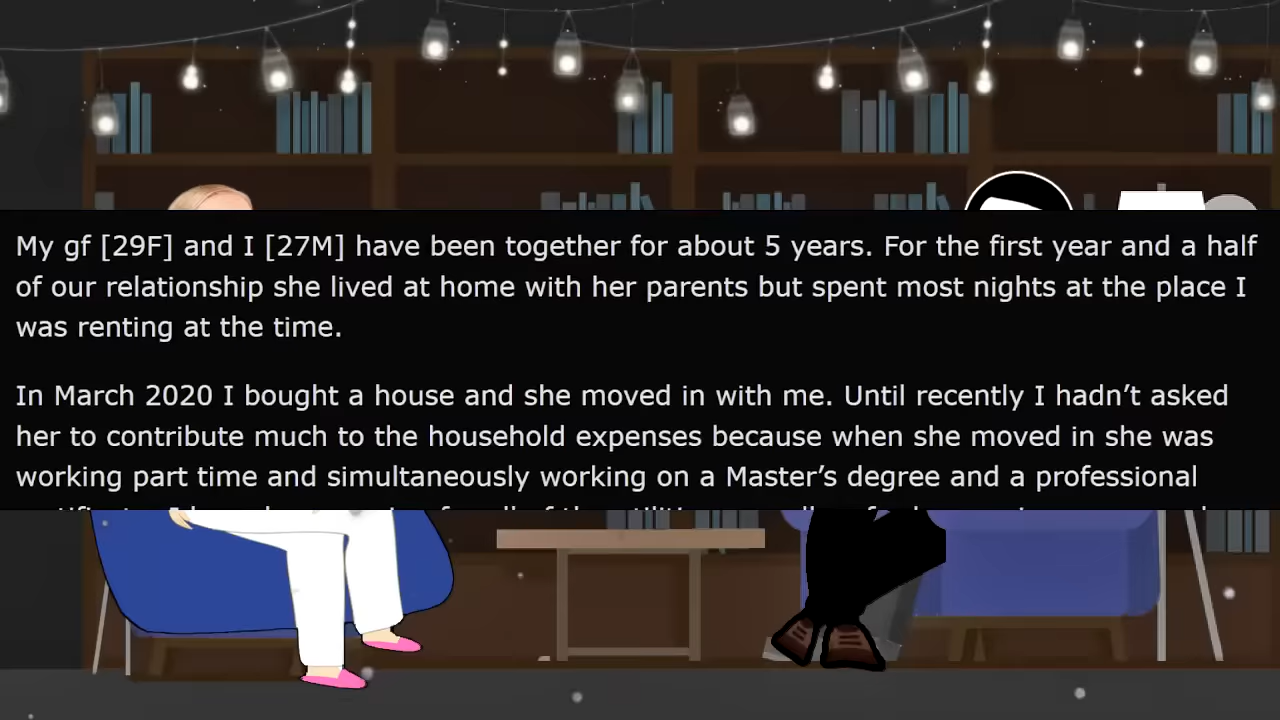 My gf [29F] and I [27M] have been together for about 5 years. For the first year and a half
of our relationship she lived at home with her parents but spent most nights at the place I
was renting at the time.
In March 2020 I bought a house and she moved in with me. Until recently I hadn’t asked
her to contribute much to the household expenses because when she moved in she was
working part time and simultaneously working on a Master’s degree and a professional